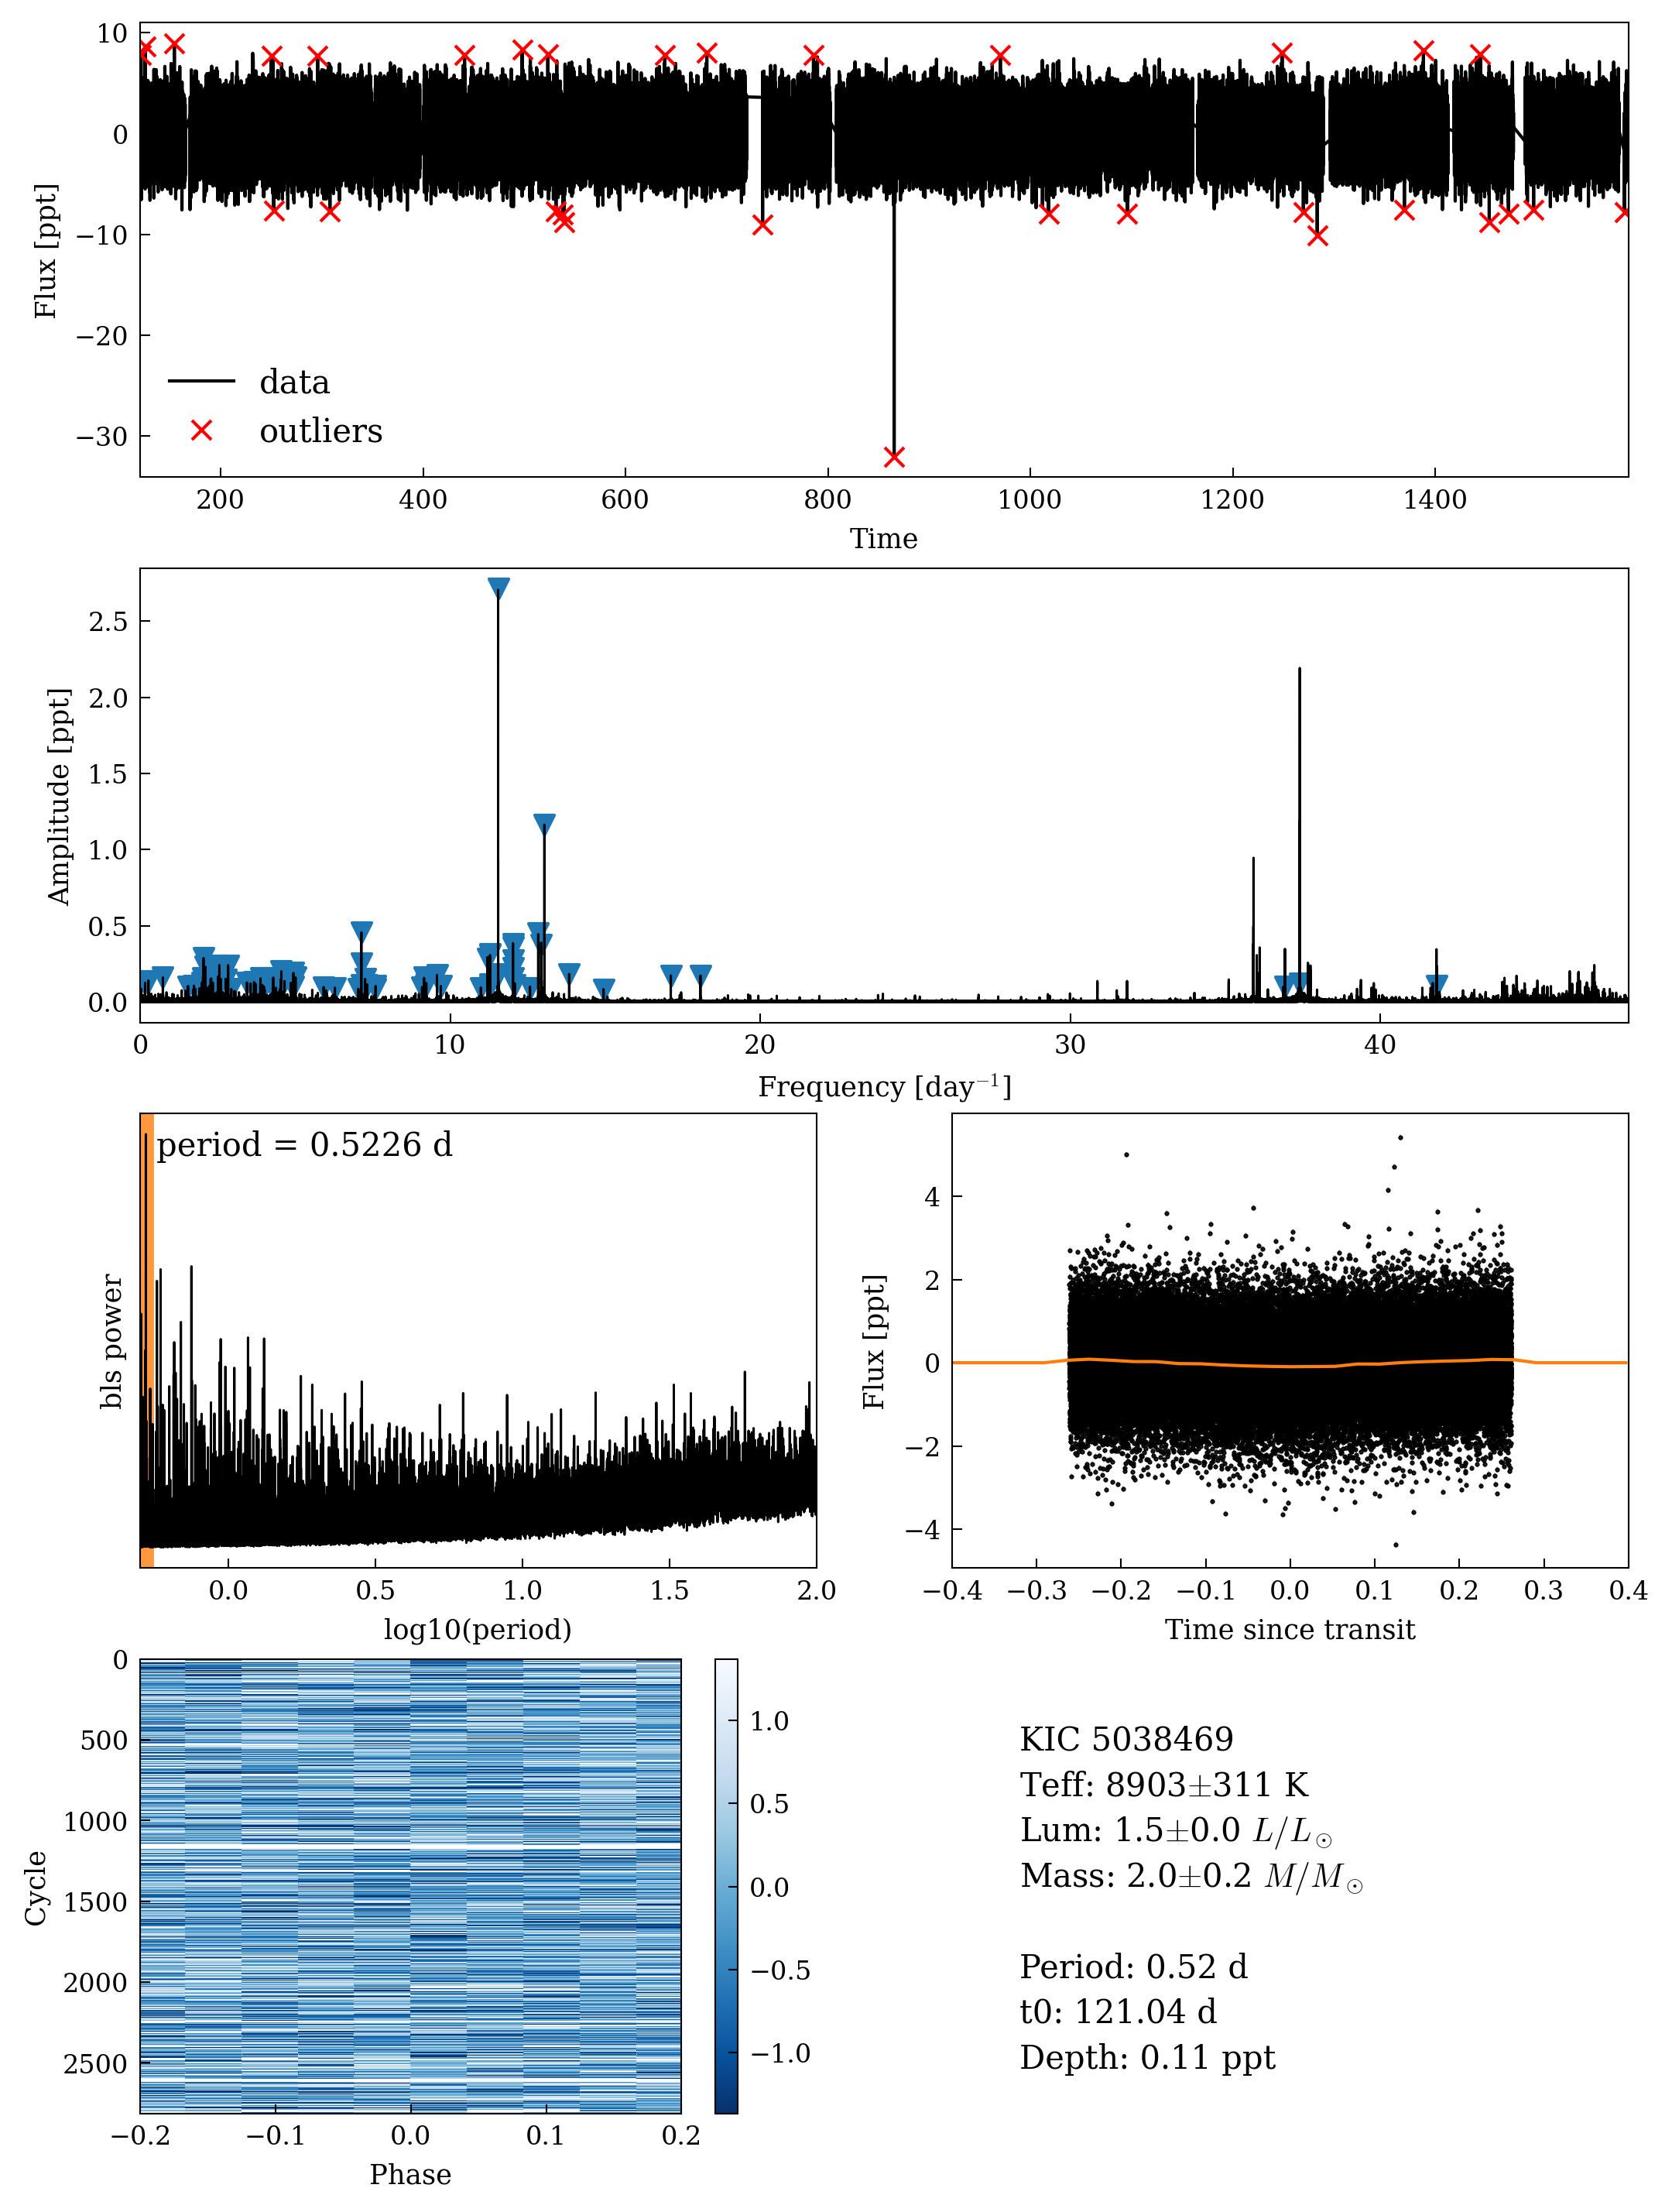 10
0
−10
−20
−30
Flux [ppt]
data
outliers
200 400 600 800 1000 1200 1400
Time
2.5
2.0
1.5
1.0
0.5
0.0
Amplitude [ppt]
0 10 20 30 40
Frequency [day⁻¹]
period = 0.5226 d
bls power
0.0 0.5 1.0 1.5 2.0
log10(period)
4
2
0
−2
−4
Flux [ppt]
−0.4 −0.3 −0.2 −0.1 0.0 0.1 0.2 0.3 0.4
Time since transit
0
500
1000
1500
2000
2500
Cycle
−0.2 −0.1 0.0 0.1 0.2
Phase
1.0
0.5
0.0
−0.5
−1.0
KIC 5038469
Teff: 8903±311 K
Lum: 1.5±0.0 L/L⊙
Mass: 2.0±0.2 M/M⊙
Period: 0.52 d
t0: 121.04 d
Depth: 0.11 ppt